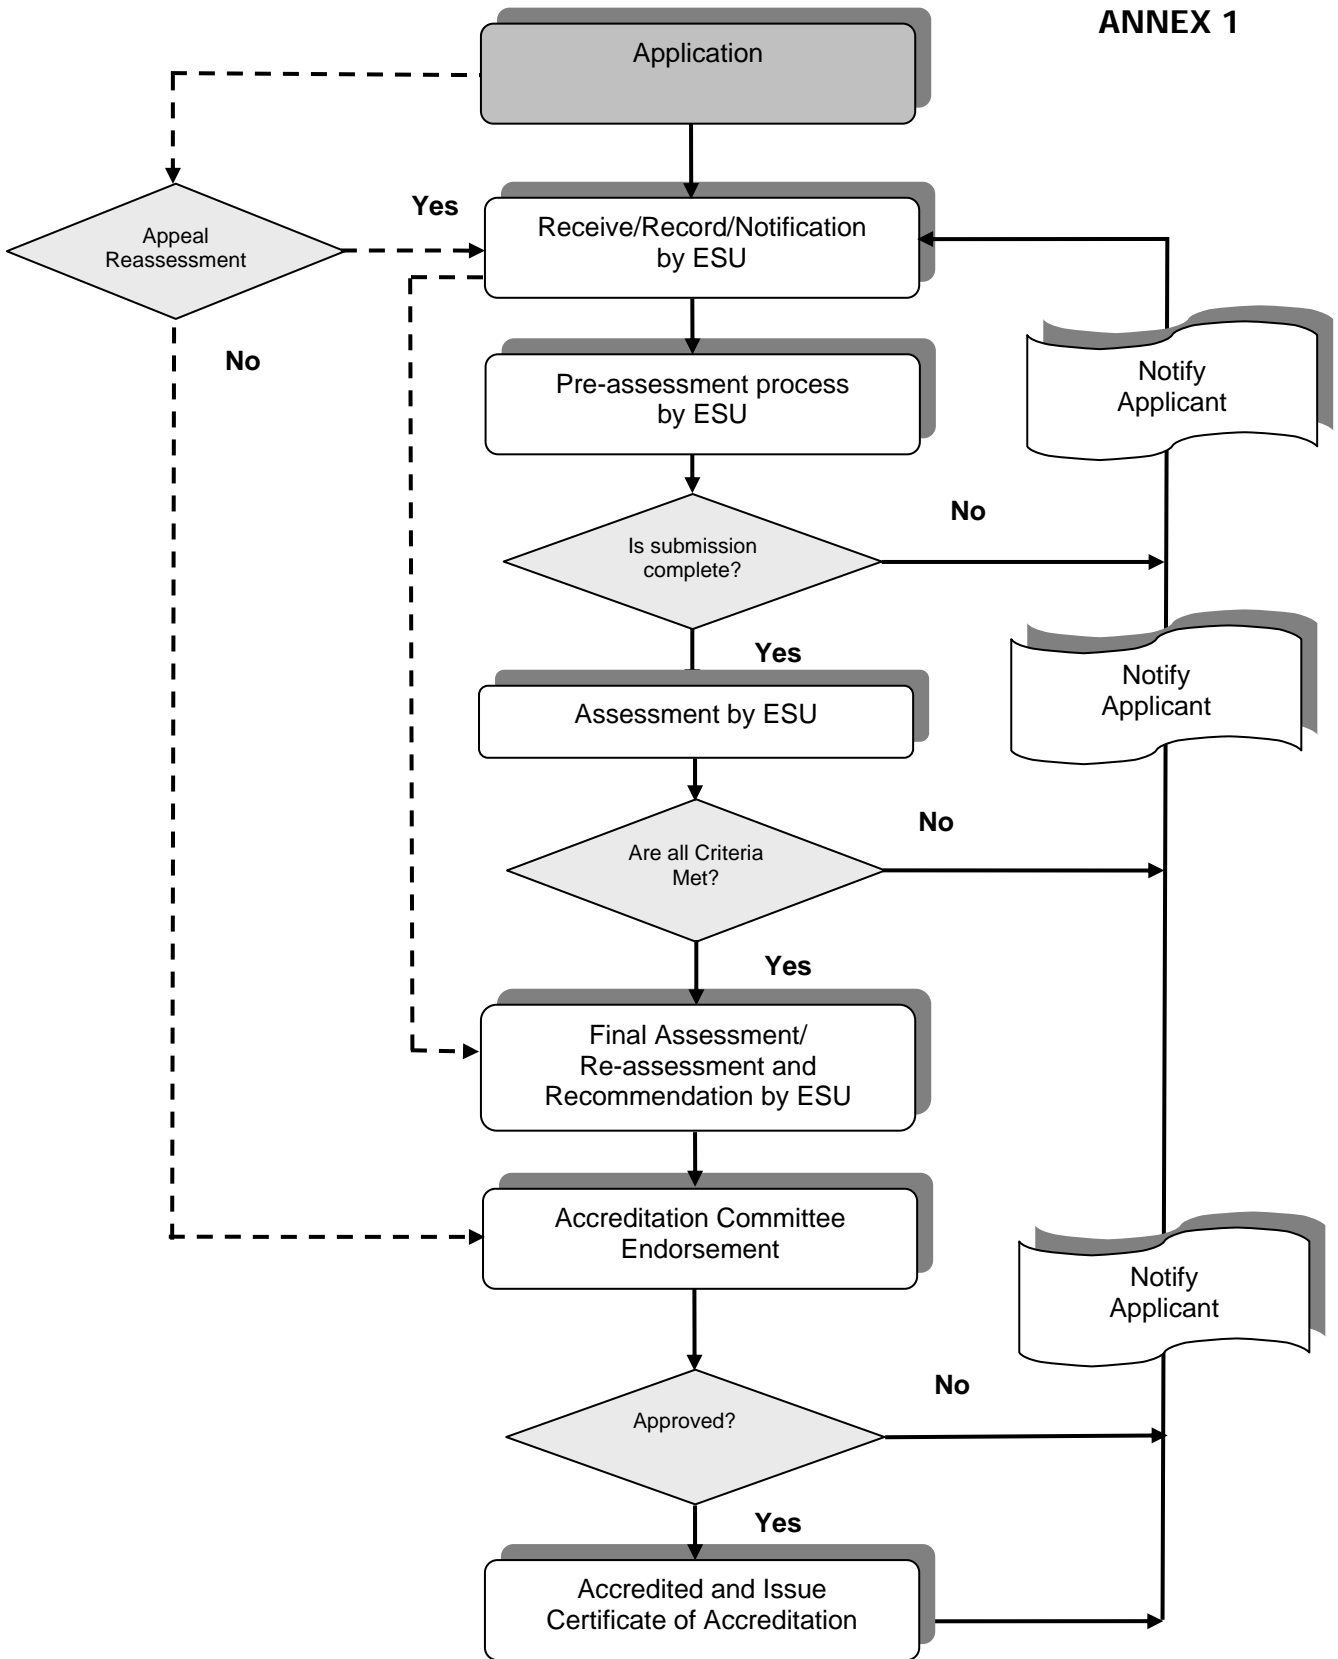 ANNEX 1
Application
Yes
Receive/Record/Notification
by ESU
Appeal
Reassessment
No
Notify
Applicant
Pre-assessment process
by ESU
No
Is submission
complete?
Yes
Notify
Applicant
Assessment by ESU
No
Are all Criteria
Met?
Yes
Final Assessment/
Re-assessment and
Recommendation by ESU
Accreditation Committee
Endorsement
Notify
Applicant
No
Approved?
Yes
Accredited and Issue
Certificate of Accreditation